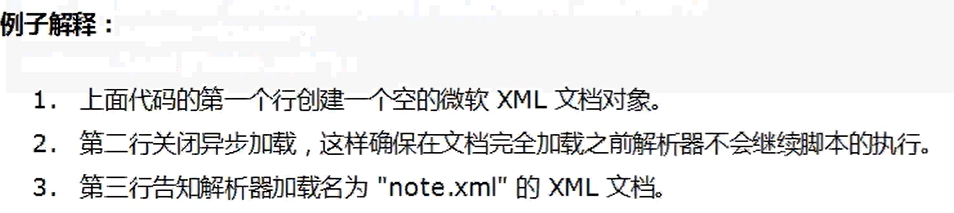 例子解释：
1. 上面代码的第一个行创建一个空的微软 XML 文档对象。
2. 第二行关闭异步加载，这样确保在文档完全加载之前解析器不会继续脚本的执行。
3. 第三行告知解析器加载名为 "note.xml" 的 XML 文档。